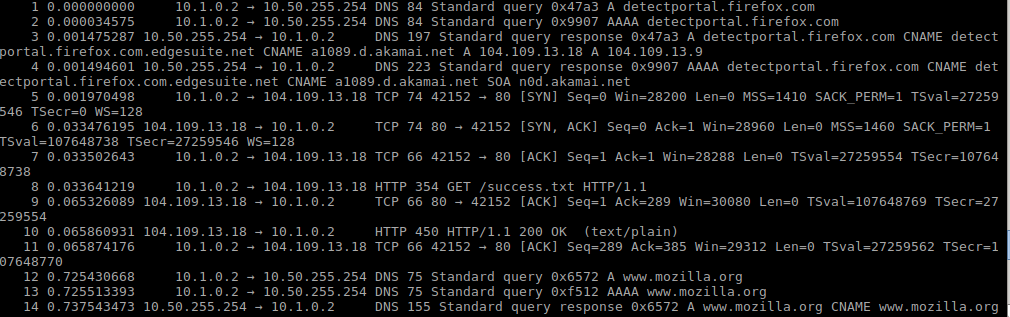 1 0.000000000 10.1.0.2 → 10.50.255.254 DNS 84 Standard query 0x47a3 A detectportal.firefox.com
2 0.000034575 10.1.0.2 → 10.50.255.254 DNS 84 Standard query 0x9907 AAAA detectportal.firefox.com
3 0.001475287 10.50.255.254 → 10.1.0.2 DNS 197 Standard query response 0x47a3 A detectportal.firefox.com CNAME detect
portal.firefox.com.edgesuite.net CNAME a1089.d.akamai.net A 104.109.13.18 A 104.109.13.9
4 0.001494601 10.50.255.254 → 10.1.0.2 DNS 223 Standard query response 0x9907 AAAA detectportal.firefox.com CNAME det
ectportal.firefox.com.edgesuite.net CNAME a1089.d.akamai.net SOA n0d.akamai.net
5 0.001970498 10.1.0.2 → 104.109.13.18 TCP 74 42152 → 80 [SYN] Seq=0 Win=28200 Len=0 MSS=1410 SACK_PERM=1 TSval=27259
546 TSecr=0 WS=128
6 0.033476195 104.109.13.18 → 10.1.0.2 TCP 74 80 → 42152 [SYN, ACK] Seq=0 Ack=1 Win=28960 Len=0 MSS=1460 SACK_PERM=1
TSval=107648738 TSecr=27259546 WS=128
7 0.033502643 10.1.0.2 → 104.109.13.18 TCP 66 42152 → 80 [ACK] Seq=1 Ack=1 Win=28288 Len=0 TSval=27259554 TSecr=10764
8738
8 0.033641219 10.1.0.2 → 104.109.13.18 HTTP 354 GET /success.txt HTTP/1.1
9 0.065326089 104.109.13.18 → 10.1.0.2 TCP 66 80 → 42152 [ACK] Seq=1 Ack=289 Win=30080 Len=0 TSval=107648769 TSecr=27
259554
10 0.065860931 104.109.13.18 → 10.1.0.2 HTTP 450 HTTP/1.1 200 OK (text/plain)
11 0.065874176 10.1.0.2 → 104.109.13.18 TCP 66 42152 → 80 [ACK] Seq=289 Ack=385 Win=29312 Len=0 TSval=27259562 TSecr=1
07648770
12 0.725430668 10.1.0.2 → 10.50.255.254 DNS 75 Standard query 0x6572 A www.mozilla.org
13 0.725513393 10.1.0.2 → 10.50.255.254 DNS 75 Standard query 0xf512 AAAA www.mozilla.org
14 0.737543473 10.50.255.254 → 10.1.0.2 DNS 155 Standard query response 0x6572 A www.mozilla.org CNAME www.mozilla.org